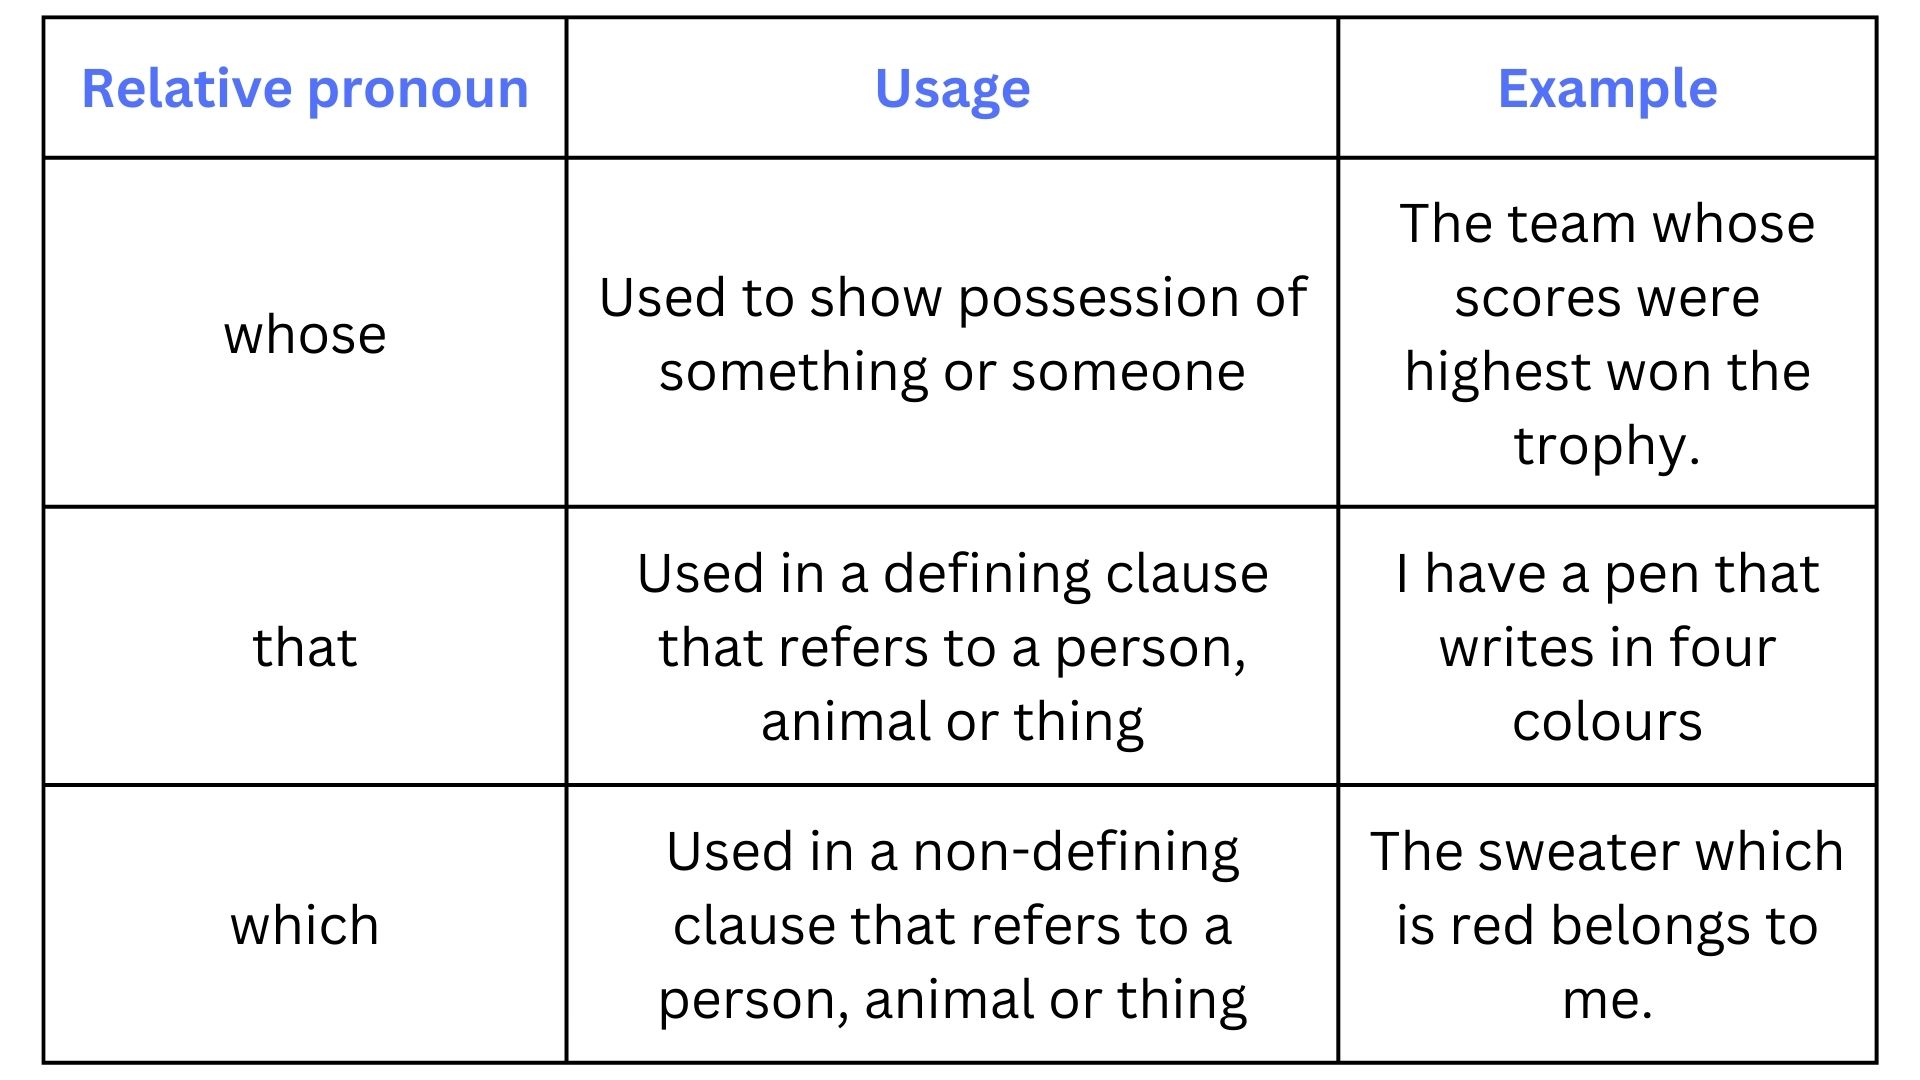 Relative pronoun
Usage
Example
whose
Used to show possession of
something or someone
The team whose
scores were
highest won the
trophy.
that
Used in a defining clause
that refers to a person,
animal or thing
I have a pen that
writes in four
colours
which
Used in a non-defining
clause that refers to a
person, animal or thing
The sweater which
is red belongs to
me.